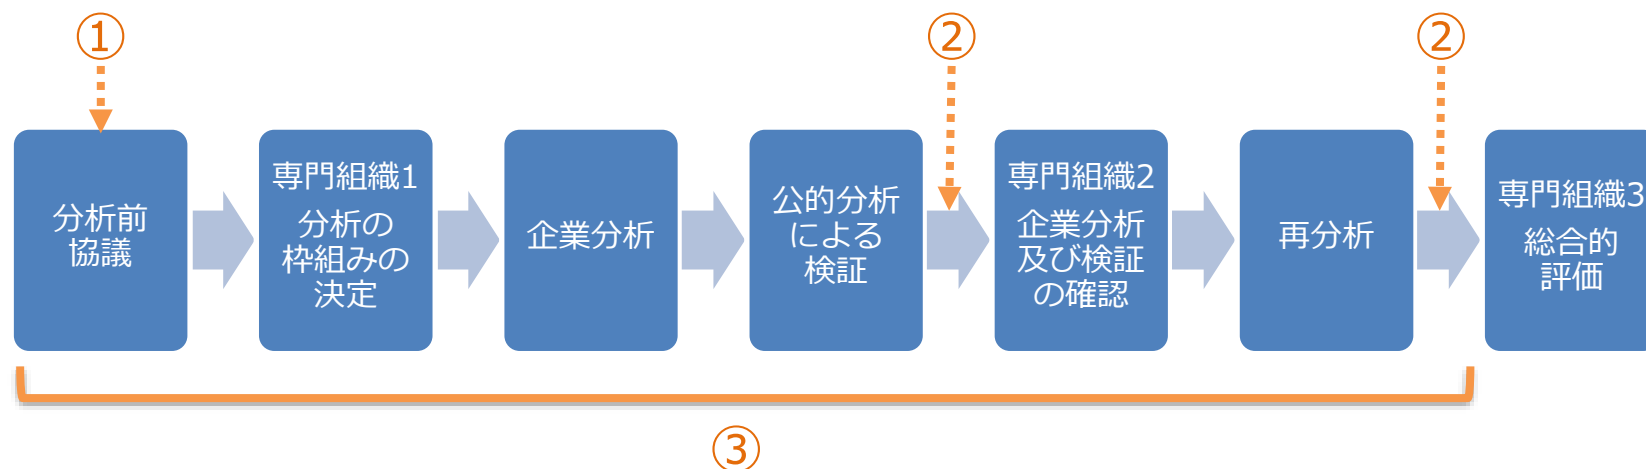 ①
②
②
分析前
協議
専門組織1
分析の
枠組みの
決定
企業分析
公的分析
による
検証
専門組織2
企業分析
及び検証
の確認
再分析
専門組織3
総合的
評価
③